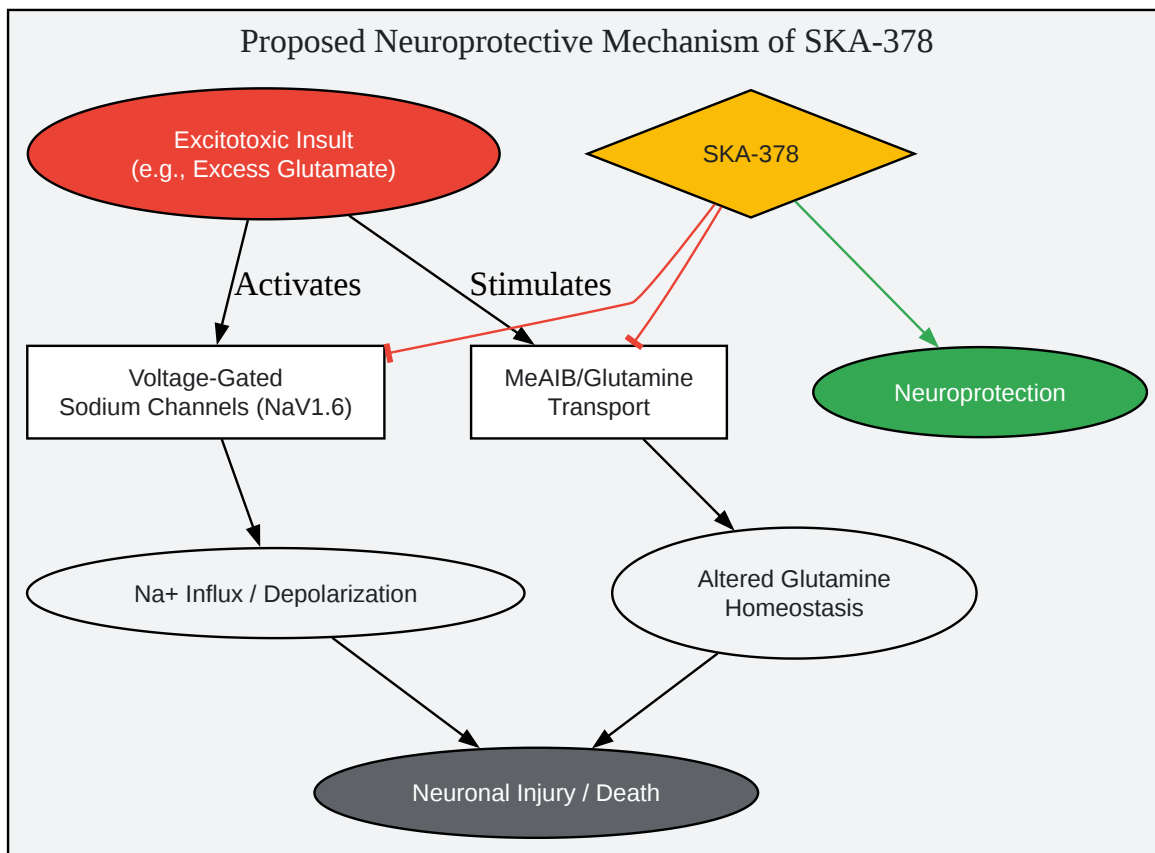 Proposed Neuroprotective Mechanism of SKA-378
Excitotoxic Insult
(e.g., Excess Glutamate)
SKA-378
Activates
Stimulates
Voltage-Gated
Sodium Channels (NaV1.6)
MeAIB/Glutamine
Transport
Neuroprotection
Na+ Influx / Depolarization
Altered Glutamine
Homeostasis
Neuronal Injury / Death